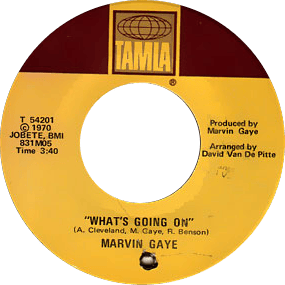 TAMLA
®
T 54201
© 1970
JOBETE, BMI
831M05
Time 3:40
Produced by
Marvin Gaye
Arranged by
David Van De Pitte
"WHAT'S GOING ON"
(A. Cleveland, M. Gaye, R. Benson)
MARVIN GAYE